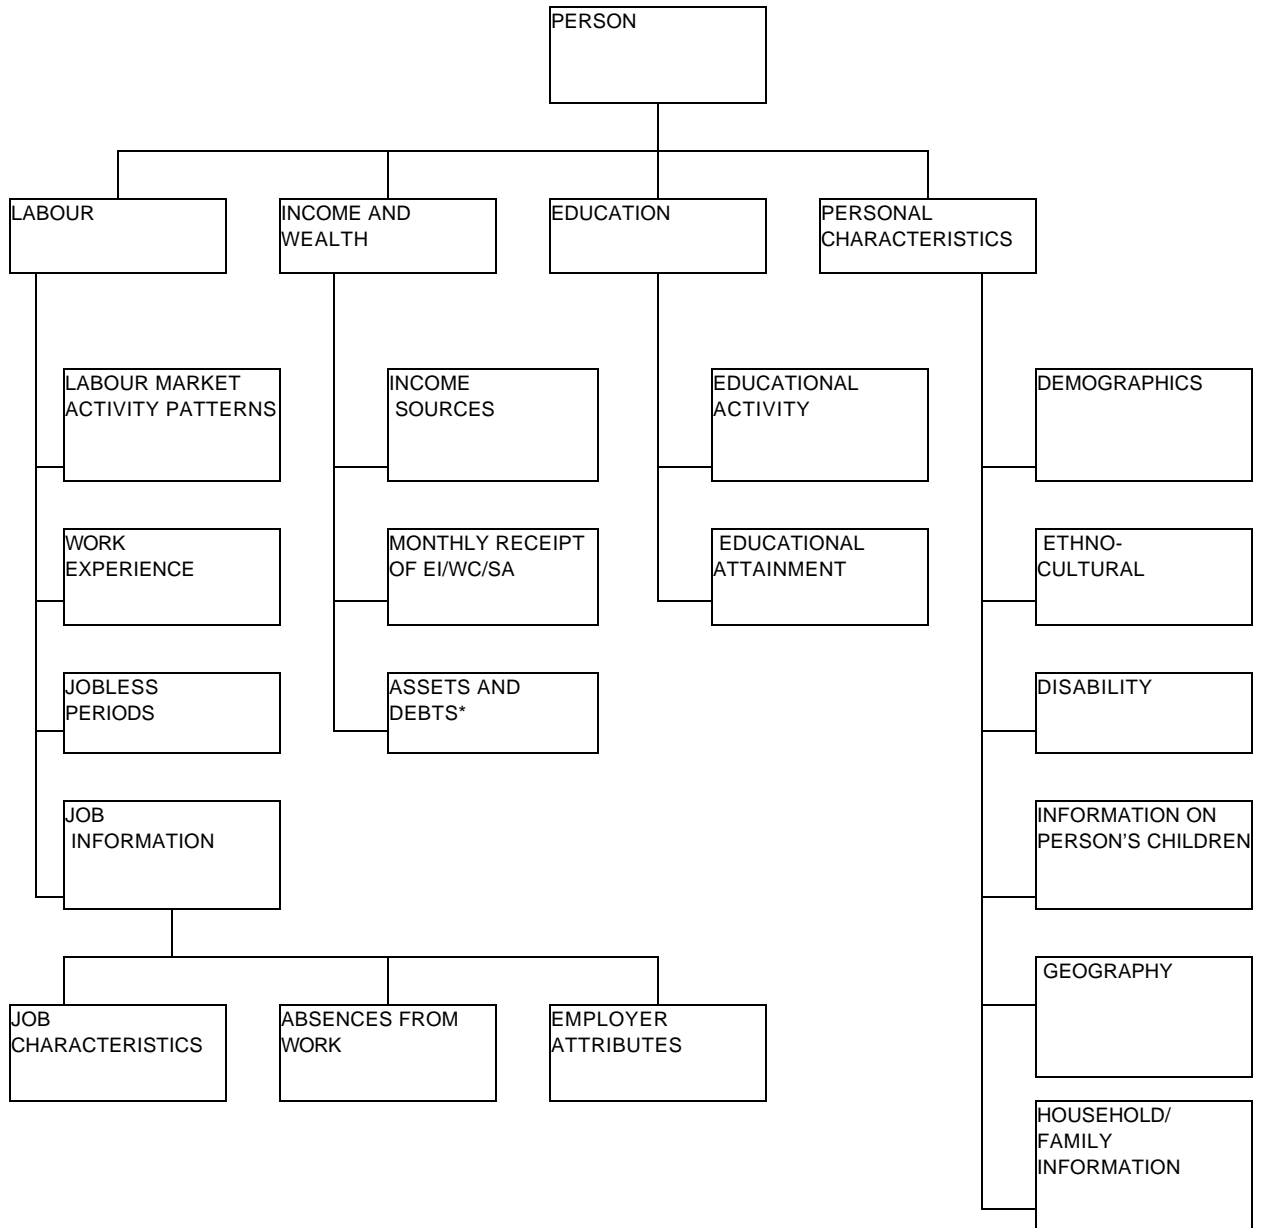 PERSON
LABOUR
INCOME AND
WEALTH
EDUCATION
PERSONAL
CHARACTERISTICS
LABOUR MARKET
ACTIVITY PATTERNS
INCOME
SOURCES
EDUCATIONAL
ACTIVITY
DEMOGRAPHICS
WORK
EXPERIENCE
MONTHLY RECEIPT
OF EI/WC/SA
EDUCATIONAL
ATTAINMENT
ETHNO-
CULTURAL
JOBLESS
PERIODS
ASSETS AND
DEBTS*
DISABILITY
JOB
INFORMATION
INFORMATION ON
PERSON'S CHILDREN
GEOGRAPHY
JOB
CHARACTERISTICS
ABSENCES FROM
WORK
EMPLOYER
ATTRIBUTES
HOUSEHOLD/
FAMILY
INFORMATION